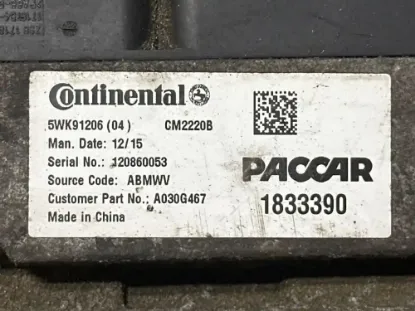 Continental
5WK91206 (04) CM2220B
Man. Date: 12/15
Serial No.: 120860053
Source Code: ABMWV
Customer Part No.: A030G467
Made in China
PACCAR
1833390